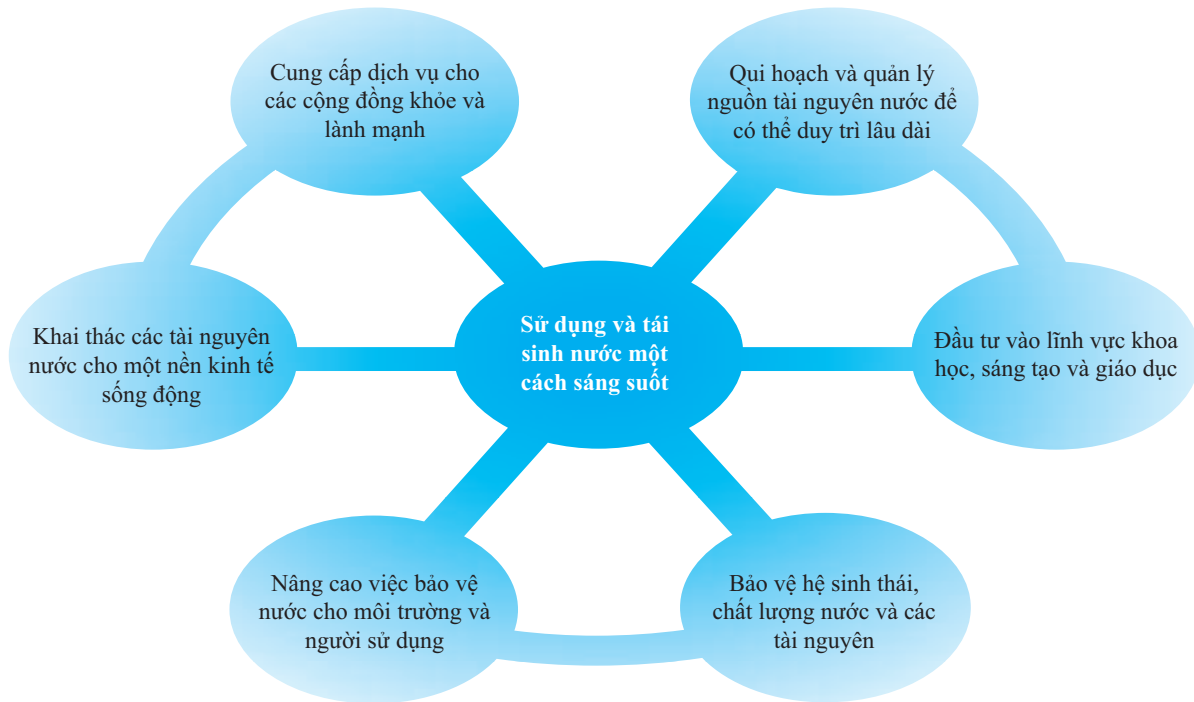 Cung cấp dịch vụ cho
các cộng đồng khỏe và
lành mạnh
Qui hoạch và quản lý
nguồn tài nguyên nước để
có thể duy trì lâu dài
Khai thác các tài nguyên
nước cho một nền kinh tế
sống động
Sử dụng và tái
sinh nước một
cách sáng suốt
Đầu tư vào lĩnh vực khoa
học, sáng tạo và giáo dục
Nâng cao việc bảo vệ
nước cho môi trường và
người sử dụng
Bảo vệ hệ sinh thái,
chất lượng nước và các
tài nguyên